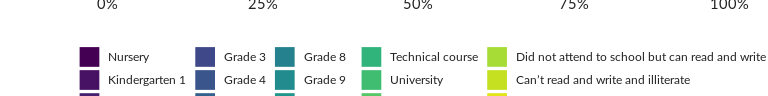 0% 25% 50% 75% 100%
Nursery Grade 3 Grade 8 Technical course Did not attend to school but can read and write
Kindergarten 1 Grade 4 Grade 9 University Can't read and write and illiterate